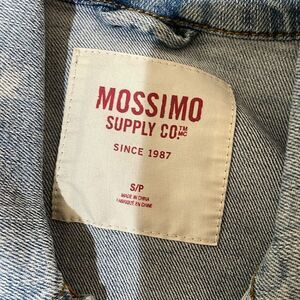 MOSSIMO
SUPPLY CO.™ MC
SINCE 1987
S/P
MADE IN CHINA
FABRIQUÉ EN CHINE